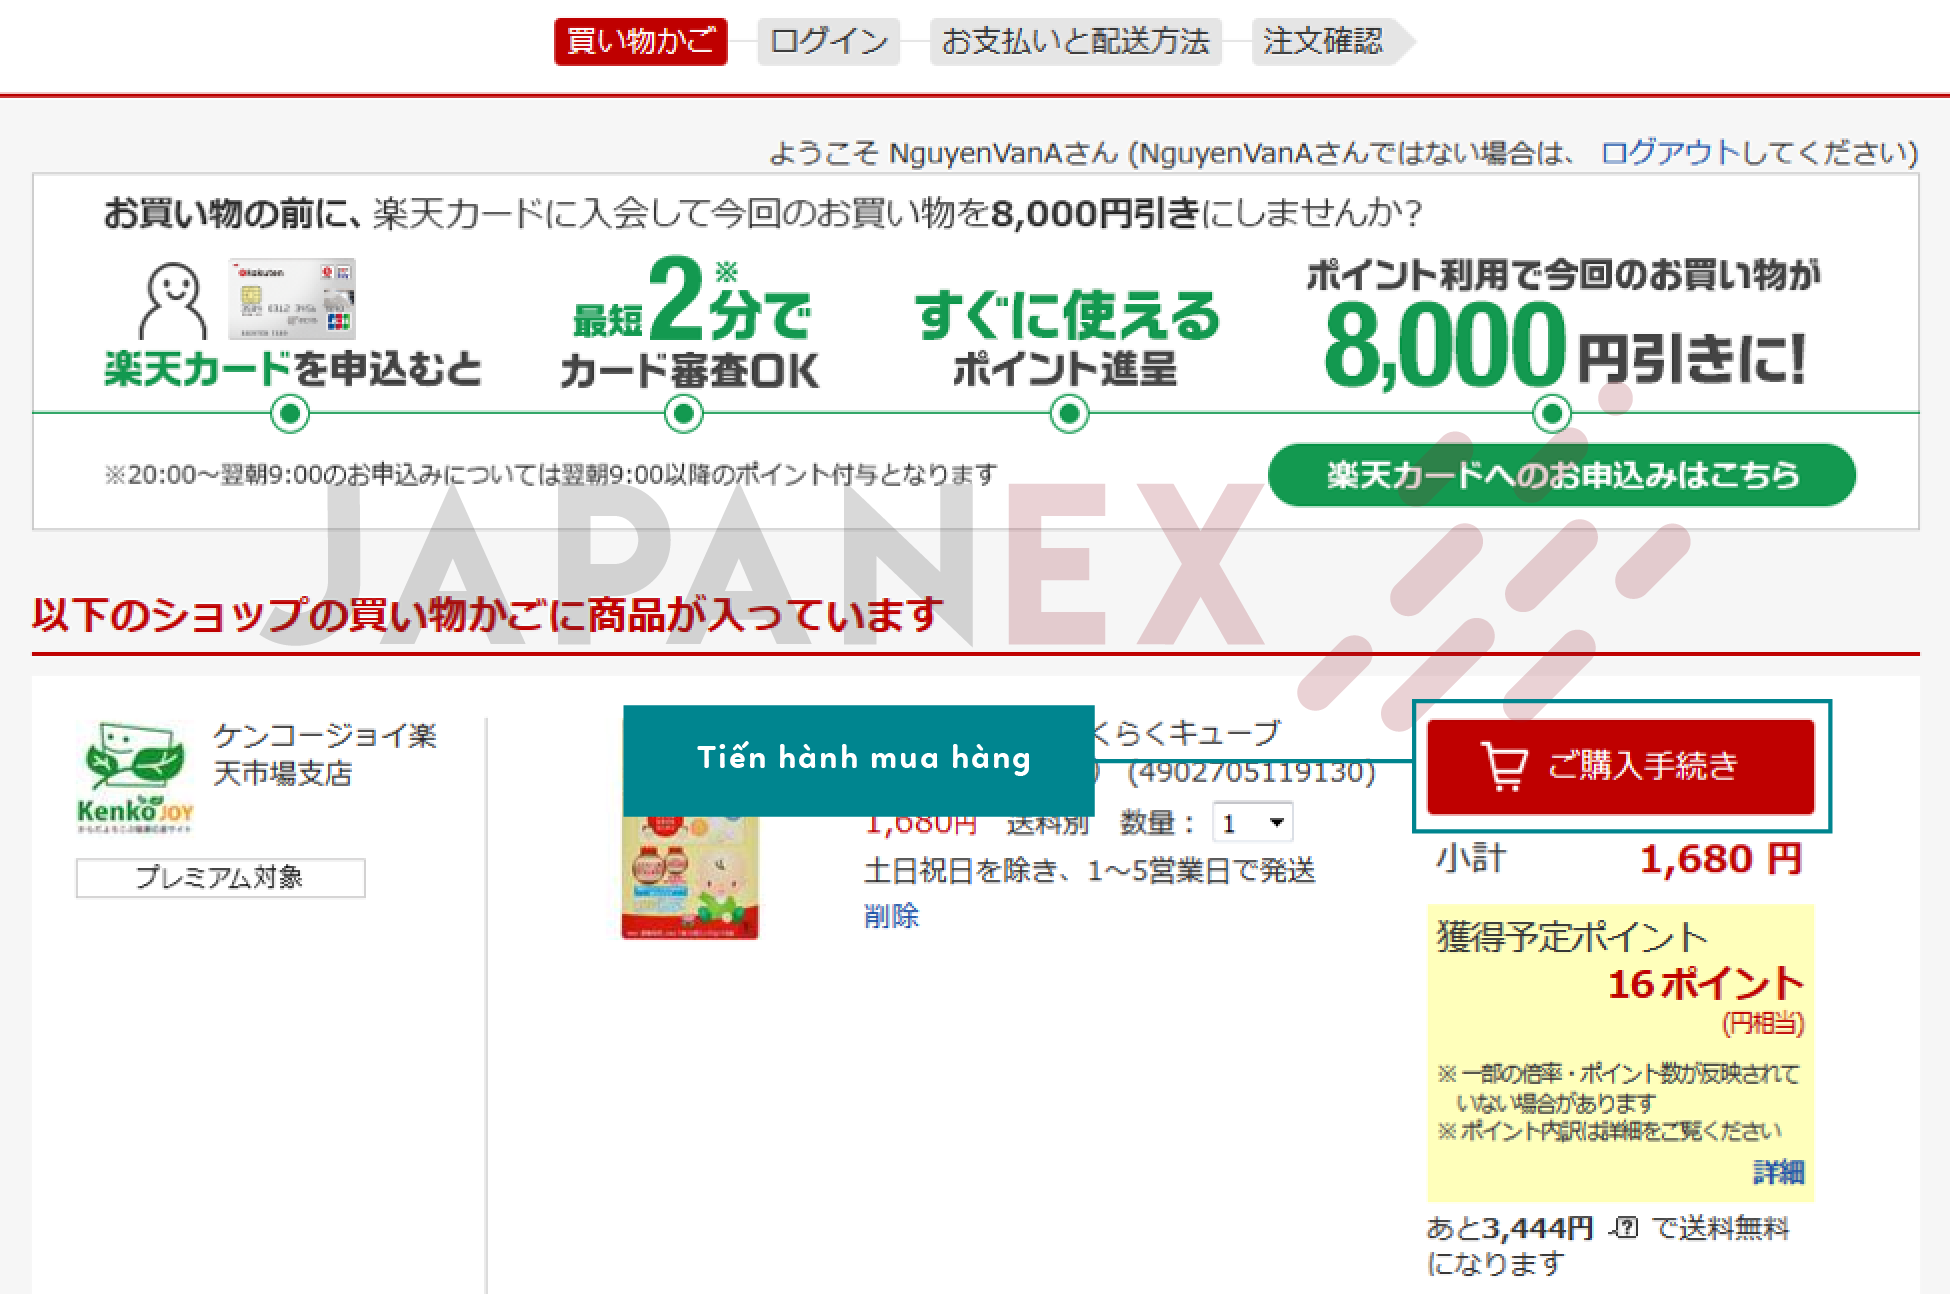 買い物かご
ログイン
お支払いと配送方法
注文確認
ようこそ NguyenVanAさん (NguyenVanAさんではない場合は、 ログアウトしてください)
お買い物の前に、楽天カードに入会して今回のお買い物を8,000円引きにしませんか?
Rakuten
楽天カードを申込むと
最短2分で※
カード審査OK
すぐに使える
ポイント進呈
ポイント利用で今回のお買い物が
8,000円引きに!
※20:00～翌朝9:00のお申込みについては翌朝9:00以降のポイント付与となります
楽天カードへのお申込みはこちら
JAPANEX
以下のショップの買い物かごに商品が入っています
KenkoJOY
ケンコージョイ楽
天市場支店
プレミアム対象
Tiến hành mua hàng
くらくキューブ
(4902705119130)
1,680円 送料別 数量： 1
土日祝日を除き、1～5営業日で発送
削除
ご購入手続き
小計 1,680 円
獲得予定ポイント
16 ポイント
(円相当)
※ 一部の倍率・ポイント数が反映されて
いない場合があります
※ ポイント内訳は詳細をご覧ください
詳細
あと3,444円 ? で送料無料
になります